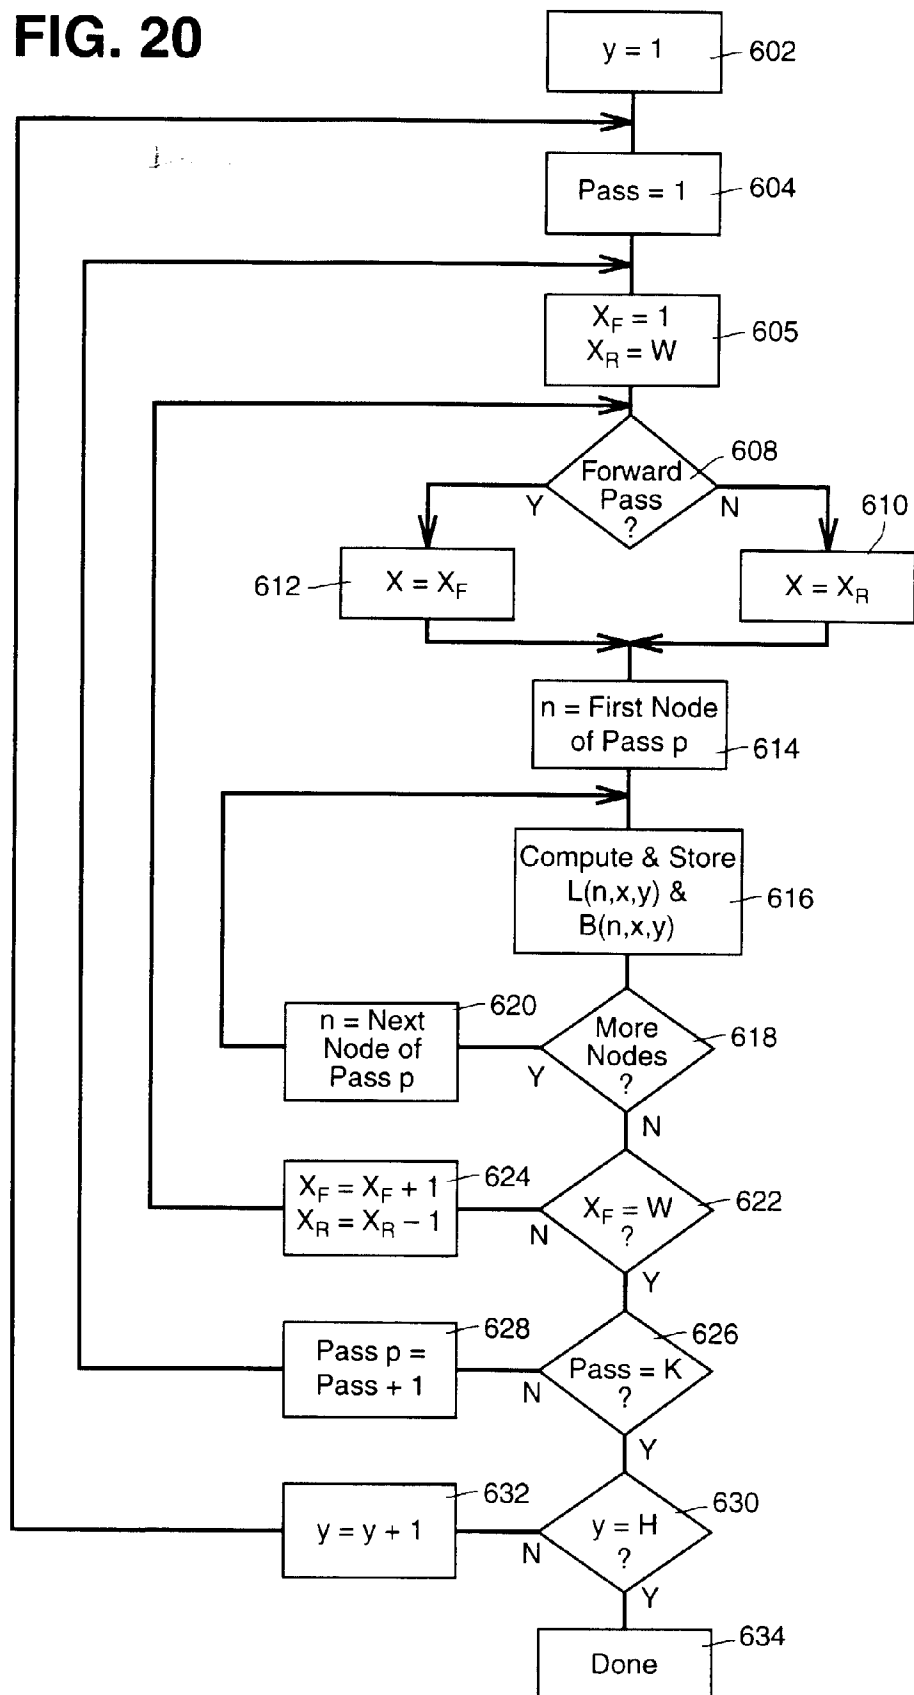 FIG. 20
y = 1
602
Pass = 1
604
X_F = 1
X_R = W
605
Forward
Pass
?
608
Y
N
610
612
X = X_F
X = X_R
n = First Node
of Pass p
614
Compute & Store
L(n,x,y) &
B(n,x,y)
616
620
n = Next
Node of
Pass p
More
Nodes
?
618
Y
N
624
X_F = X_F + 1
X_R = X_R – 1
X_F = W
?
622
N
Y
628
Pass p =
Pass + 1
626
Pass = K
?
N
Y
632
y = y + 1
630
y = H
?
N
Y
634
Done